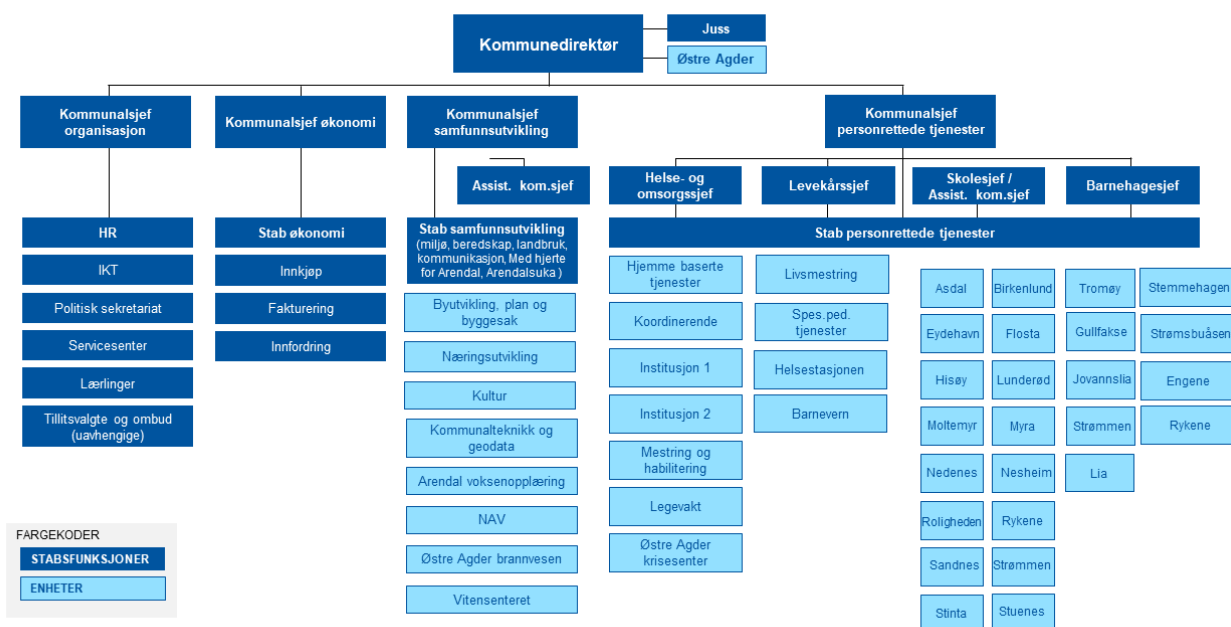 Kommunedirektør
Juss
Østre Agder
Kommunalsjef
organisasjon
Kommunalsjef økonomi
Kommunalsjef
samfunnsutvikling
Kommunalsjef
personrettede tjenester
Assist. kom.sjef
Helse- og
omsorgssjef
Levekårssjef
Skolesjef /
Assist. kom.sjef
Barnehagesjef
HR
IKT
Politisk sekretariat
Servicesenter
Lærlinger
Tillitsvalgte og ombud
(uavhengige)
Stab økonomi
Innkjøp
Fakturering
Innfordring
Stab samfunnsutvikling
(miljø, beredskap, landbruk,
kommunikasjon, Med hjerte
for Arendal, Arendalsuka )
Byutvikling, plan og
byggesak
Næringsutvikling
Kultur
Kommunalteknikk og
geodata
Arendal voksenopplæring
NAV
Østre Agder brannvesen
Vitensenteret
Stab personrettede tjenester
Hjemme baserte
tjenester
Koordinerende
Institusjon 1
Institusjon 2
Mestring og
habilitering
Legevakt
Østre Agder
krisesenter
Livsmestring
Spes.ped.
tjenester
Helsestasjonen
Barnevern
Asdal
Eydehavn
Hisøy
Moltemyr
Nedenes
Roligheden
Sandnes
Stinta
Birkenlund
Flosta
Lunderød
Myra
Nesheim
Rykene
Strømmen
Stuenes
Tromøy
Gullfakse
Jovannslia
Strømmen
Lia
Stemmehagen
Strømsbuåsen
Engene
Rykene
FARGEKODER
STABSFUNKSJONER
ENHETER